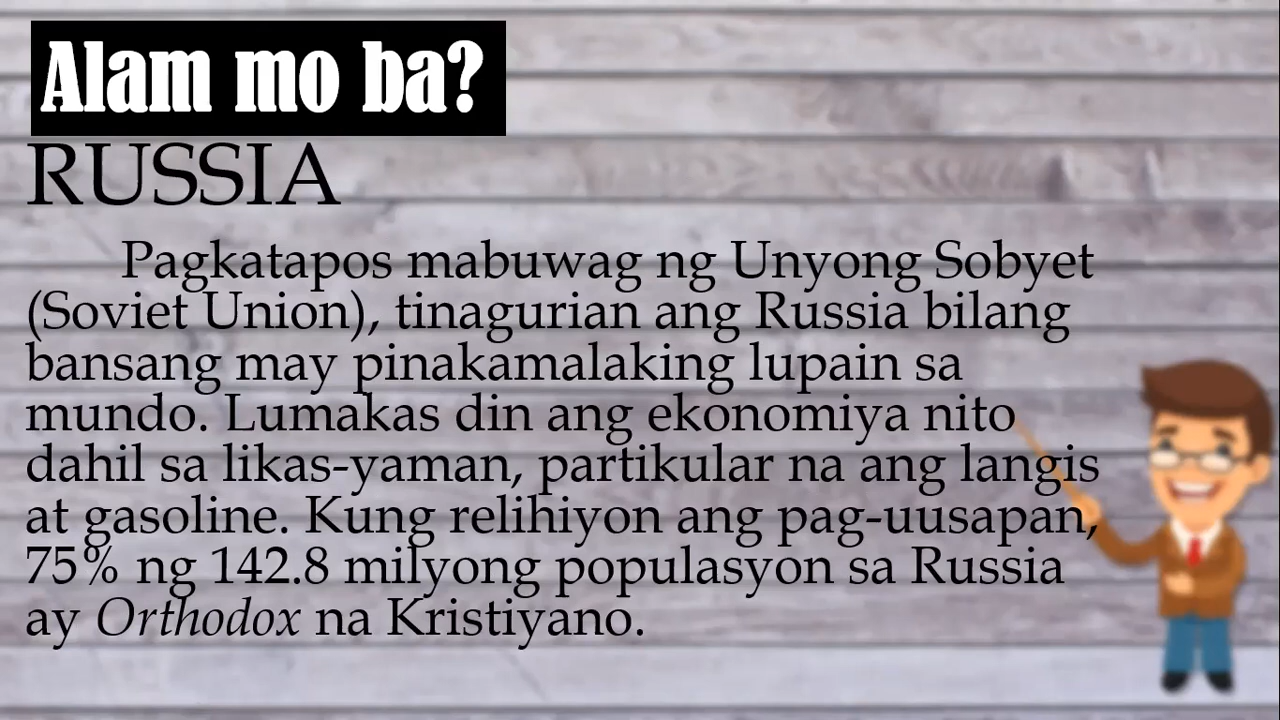 Alam mo ba?
RUSSIA
Pagkatapos mabuwag ng Unyong Sobyet
(Soviet Union), tinagurian ang Russia bilang
bansang may pinakamalaking lupain sa
mundo. Lumakas din ang ekonomiya nito
dahil sa likas-yaman, partikular na ang langis
at gasoline. Kung relihiyon ang pag-uusapan,
75% ng 142.8 milyong populasyon sa Russia
ay Orthodox na Kristiyano.